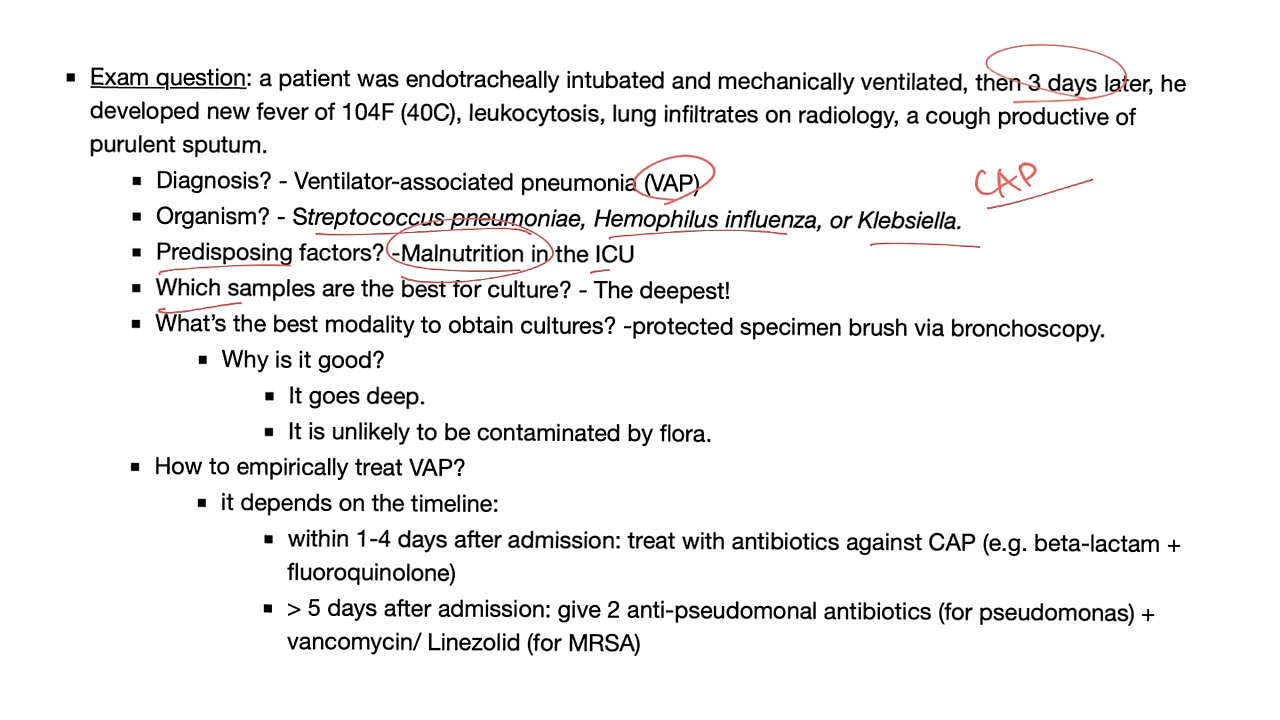 ▪ Exam question: a patient was endotracheally intubated and mechanically ventilated, then 3 days later, he
developed new fever of 104F (40C), leukocytosis, lung infiltrates on radiology, a cough productive of
purulent sputum.
▪ Diagnosis? - Ventilator-associated pneumonia (VAP)
CAP
▪ Organism? - Streptococcus pneumoniae, Hemophilus influenza, or Klebsiella.
▪ Predisposing factors? -Malnutrition in the ICU
▪ Which samples are the best for culture? - The deepest!
▪ What's the best modality to obtain cultures? -protected specimen brush via bronchoscopy.
▪ Why is it good?
▪ It goes deep.
▪ It is unlikely to be contaminated by flora.
▪ How to empirically treat VAP?
▪ it depends on the timeline:
▪ within 1-4 days after admission: treat with antibiotics against CAP (e.g. beta-lactam +
fluoroquinolone)
▪ > 5 days after admission: give 2 anti-pseudomonal antibiotics (for pseudomonas) +
vancomycin/ Linezolid (for MRSA)